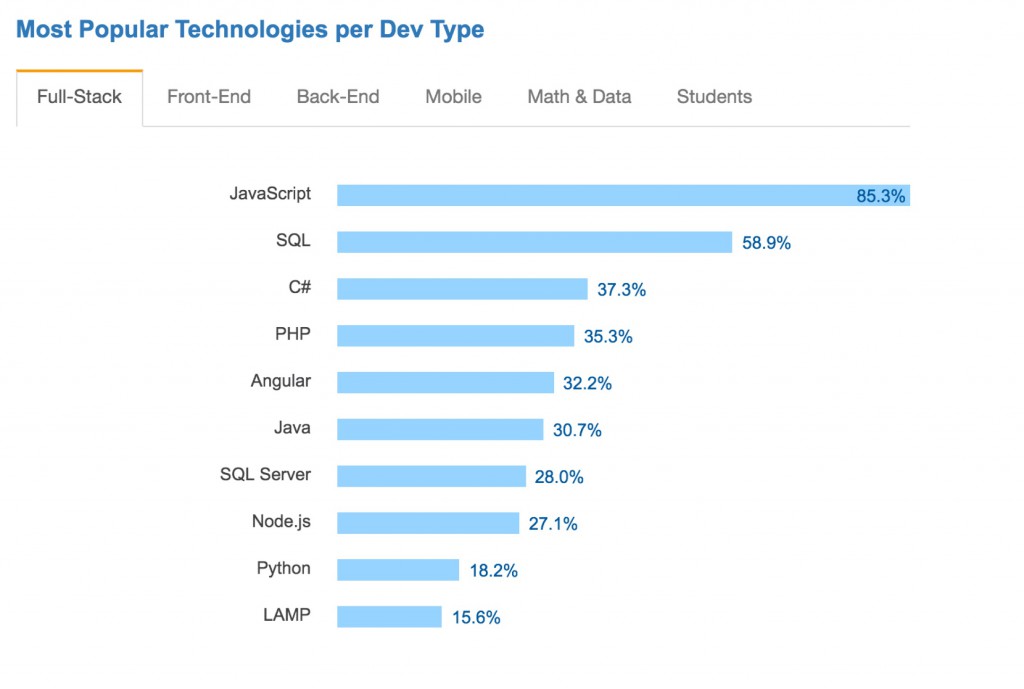 Most Popular Technologies per Dev Type
Full-Stack Front-End Back-End Mobile Math & Data Students
JavaScript 85.3%
SQL 58.9%
C# 37.3%
PHP 35.3%
Angular 32.2%
Java 30.7%
SQL Server 28.0%
Node.js 27.1%
Python 18.2%
LAMP 15.6%